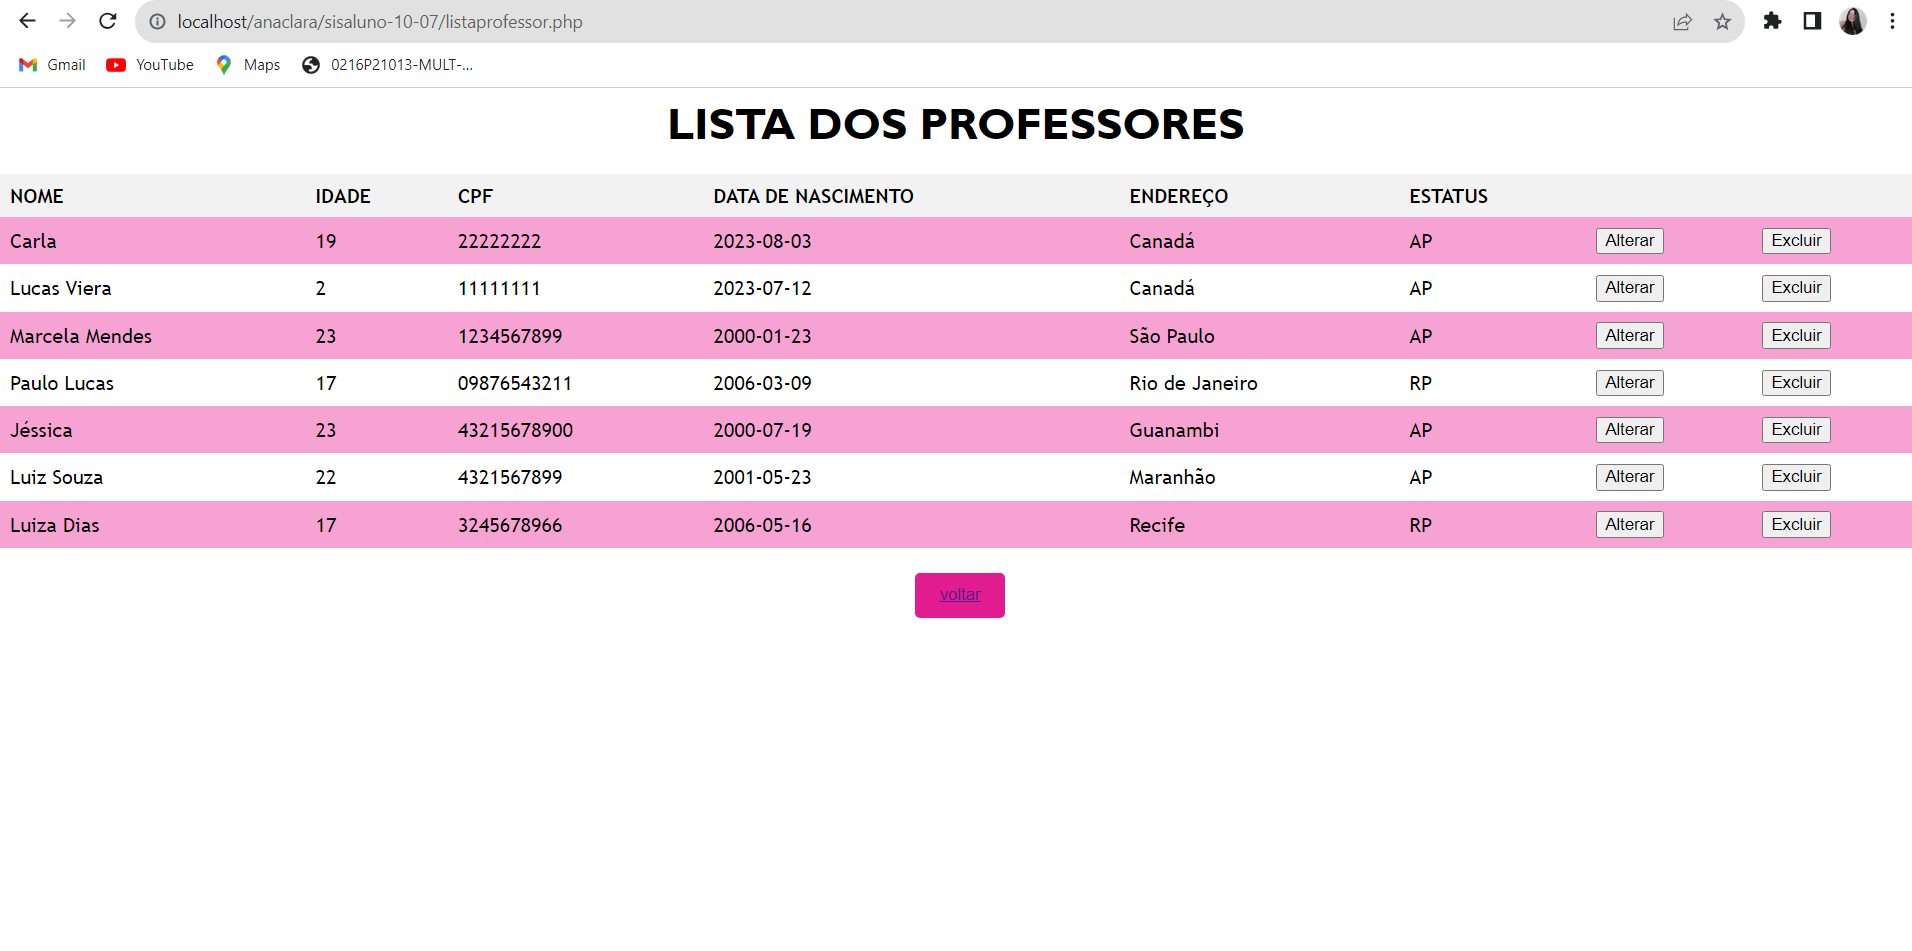 localhost/anaclara/sisaluno-10-07/listaprofessor.php
Gmail YouTube Maps 0216P21013-MULT-...
LISTA DOS PROFESSORES
NOME IDADE CPF DATA DE NASCIMENTO ENDEREÇO ESTATUS
Carla 19 22222222 2023-08-03 Canadá AP Alterar Excluir
Lucas Viera 2 11111111 2023-07-12 Canadá AP Alterar Excluir
Marcela Mendes 23 1234567899 2000-01-23 São Paulo AP Alterar Excluir
Paulo Lucas 17 09876543211 2006-03-09 Rio de Janeiro RP Alterar Excluir
Jéssica 23 43215678900 2000-07-19 Guanambi AP Alterar Excluir
Luiz Souza 22 4321567899 2001-05-23 Maranhão AP Alterar Excluir
Luiza Dias 17 3245678966 2006-05-16 Recife RP Alterar Excluir
voltar